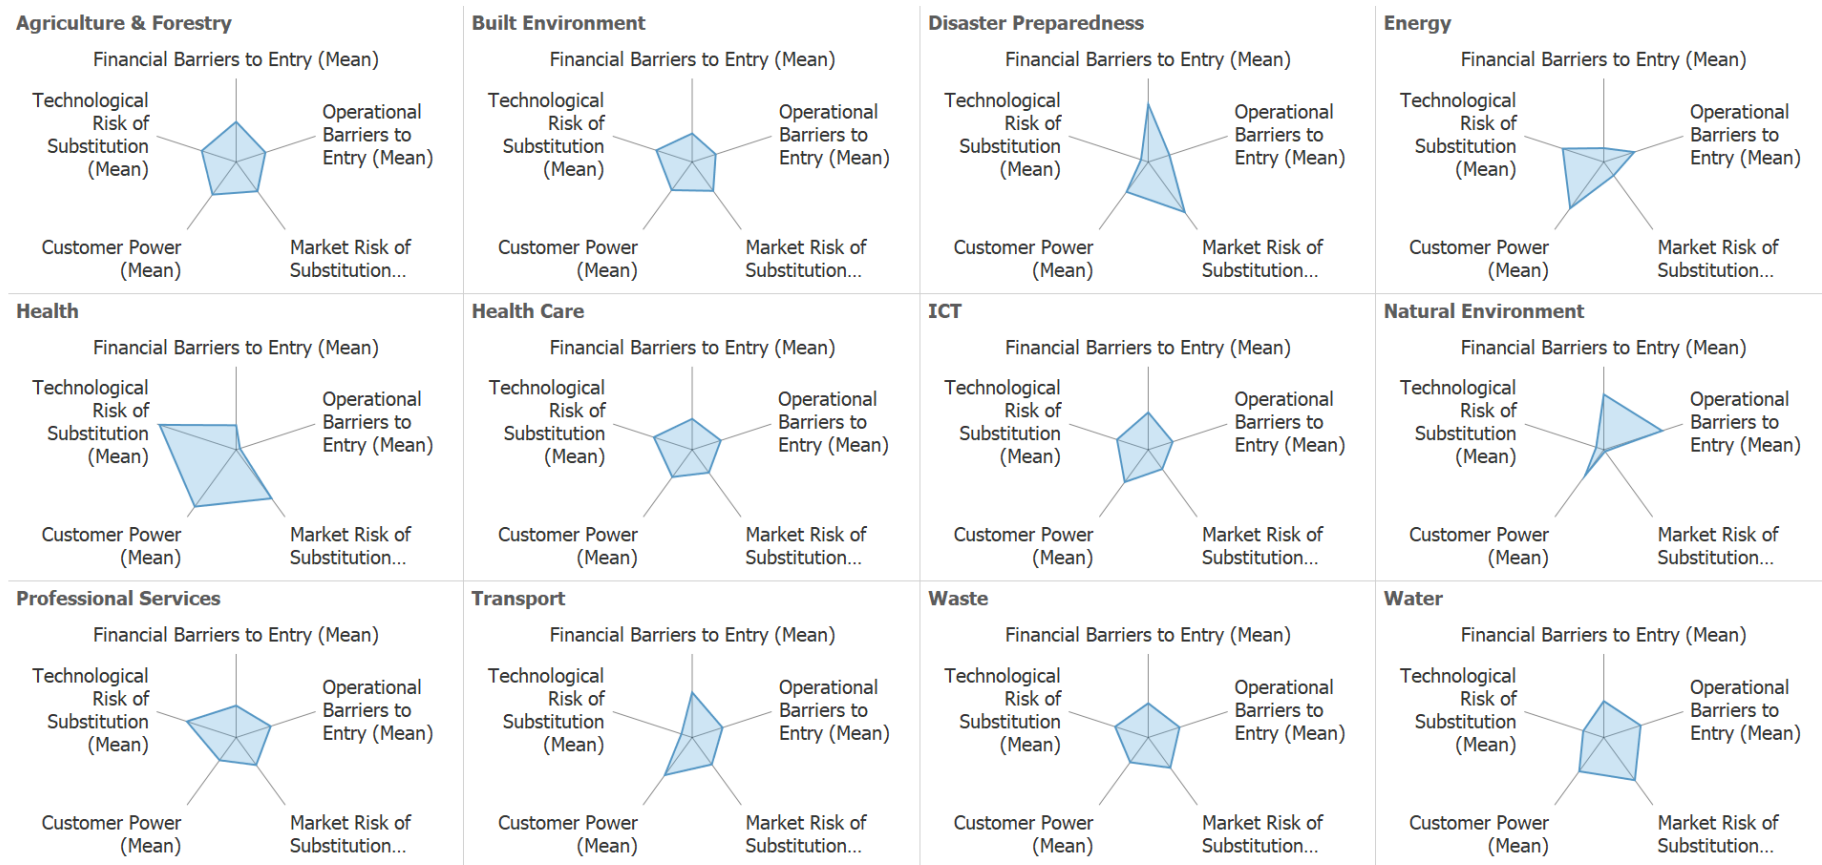 Agriculture & Forestry
Financial Barriers to Entry (Mean)
Technological
Risk of
Substitution
(Mean)
Operational
Barriers to
Entry (Mean)
Customer Power
(Mean)
Market Risk of
Substitution...
Built Environment
Financial Barriers to Entry (Mean)
Technological
Risk of
Substitution
(Mean)
Operational
Barriers to
Entry (Mean)
Customer Power
(Mean)
Market Risk of
Substitution...
Disaster Preparedness
Financial Barriers to Entry (Mean)
Technological
Risk of
Substitution
(Mean)
Operational
Barriers to
Entry (Mean)
Customer Power
(Mean)
Market Risk of
Substitution...
Energy
Financial Barriers to Entry (Mean)
Technological
Risk of
Substitution
(Mean)
Operational
Barriers to
Entry (Mean)
Customer Power
(Mean)
Market Risk of
Substitution...
Health
Financial Barriers to Entry (Mean)
Technological
Risk of
Substitution
(Mean)
Operational
Barriers to
Entry (Mean)
Customer Power
(Mean)
Market Risk of
Substitution...
Health Care
Financial Barriers to Entry (Mean)
Technological
Risk of
Substitution
(Mean)
Operational
Barriers to
Entry (Mean)
Customer Power
(Mean)
Market Risk of
Substitution...
ICT
Financial Barriers to Entry (Mean)
Technological
Risk of
Substitution
(Mean)
Operational
Barriers to
Entry (Mean)
Customer Power
(Mean)
Market Risk of
Substitution...
Natural Environment
Financial Barriers to Entry (Mean)
Technological
Risk of
Substitution
(Mean)
Operational
Barriers to
Entry (Mean)
Customer Power
(Mean)
Market Risk of
Substitution...
Professional Services
Financial Barriers to Entry (Mean)
Technological
Risk of
Substitution
(Mean)
Operational
Barriers to
Entry (Mean)
Customer Power
(Mean)
Market Risk of
Substitution...
Transport
Financial Barriers to Entry (Mean)
Technological
Risk of
Substitution
(Mean)
Operational
Barriers to
Entry (Mean)
Customer Power
(Mean)
Market Risk of
Substitution...
Waste
Financial Barriers to Entry (Mean)
Technological
Risk of
Substitution
(Mean)
Operational
Barriers to
Entry (Mean)
Customer Power
(Mean)
Market Risk of
Substitution...
Water
Financial Barriers to Entry (Mean)
Technological
Risk of
Substitution
(Mean)
Operational
Barriers to
Entry (Mean)
Customer Power
(Mean)
Market Risk of
Substitution...